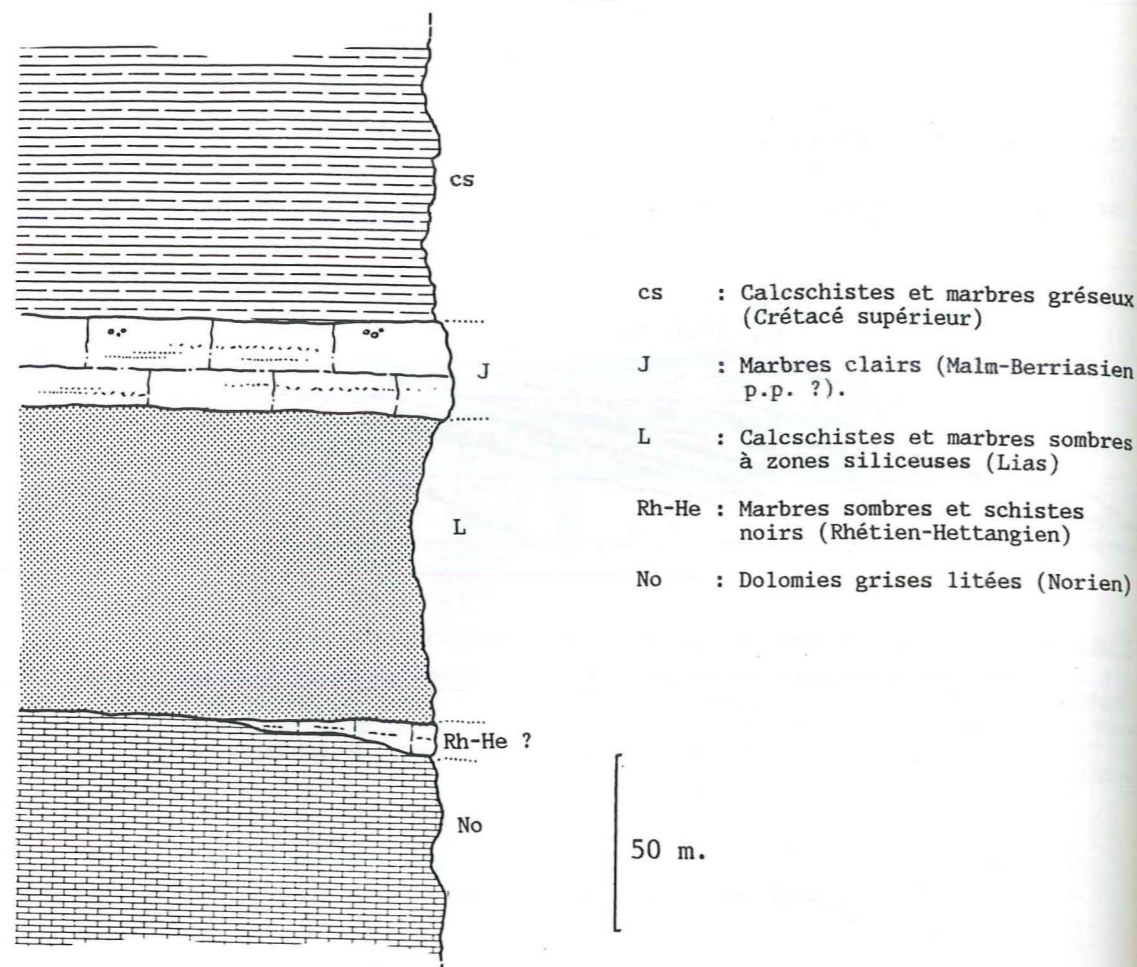 cs
J
L
Rh-He ?
No
50 m.
cs : Calcschistes et marbres gréseux
(Crétacé supérieur)
J : Marbres clairs (Malm-Berriasien
p.p. ?).
L : Calcschistes et marbres sombres
à zones siliceuses (Lias)
Rh-He : Marbres sombres et schistes
noirs (Rhétien-Hettangien)
No : Dolomies grises litées (Norien)